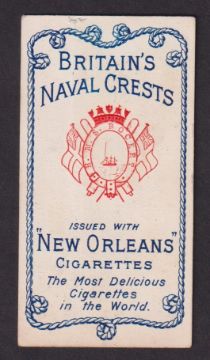 BRITAIN'S
NAVAL CRESTS
ISSUED WITH
"NEW ORLEANS"
CIGARETTES
The Most Delicious
Cigarettes
in the World.